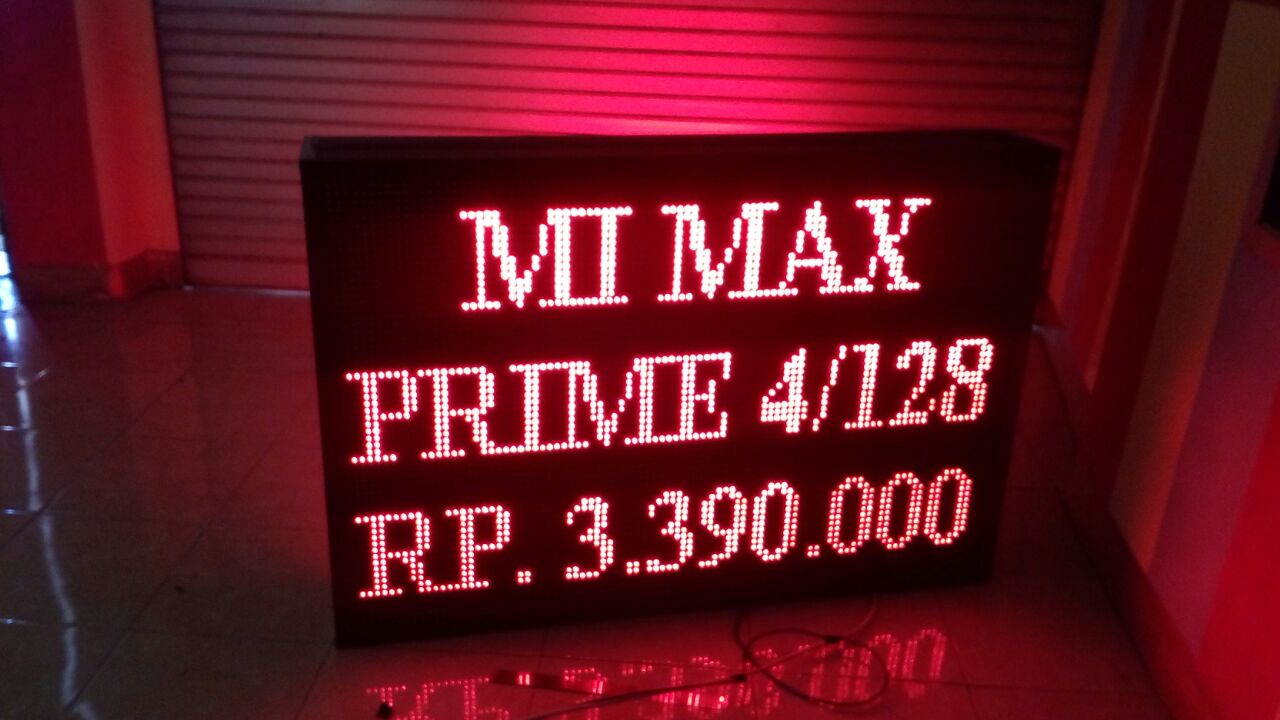 MI MAX
PRIME 4/128
RP. 3.390.000